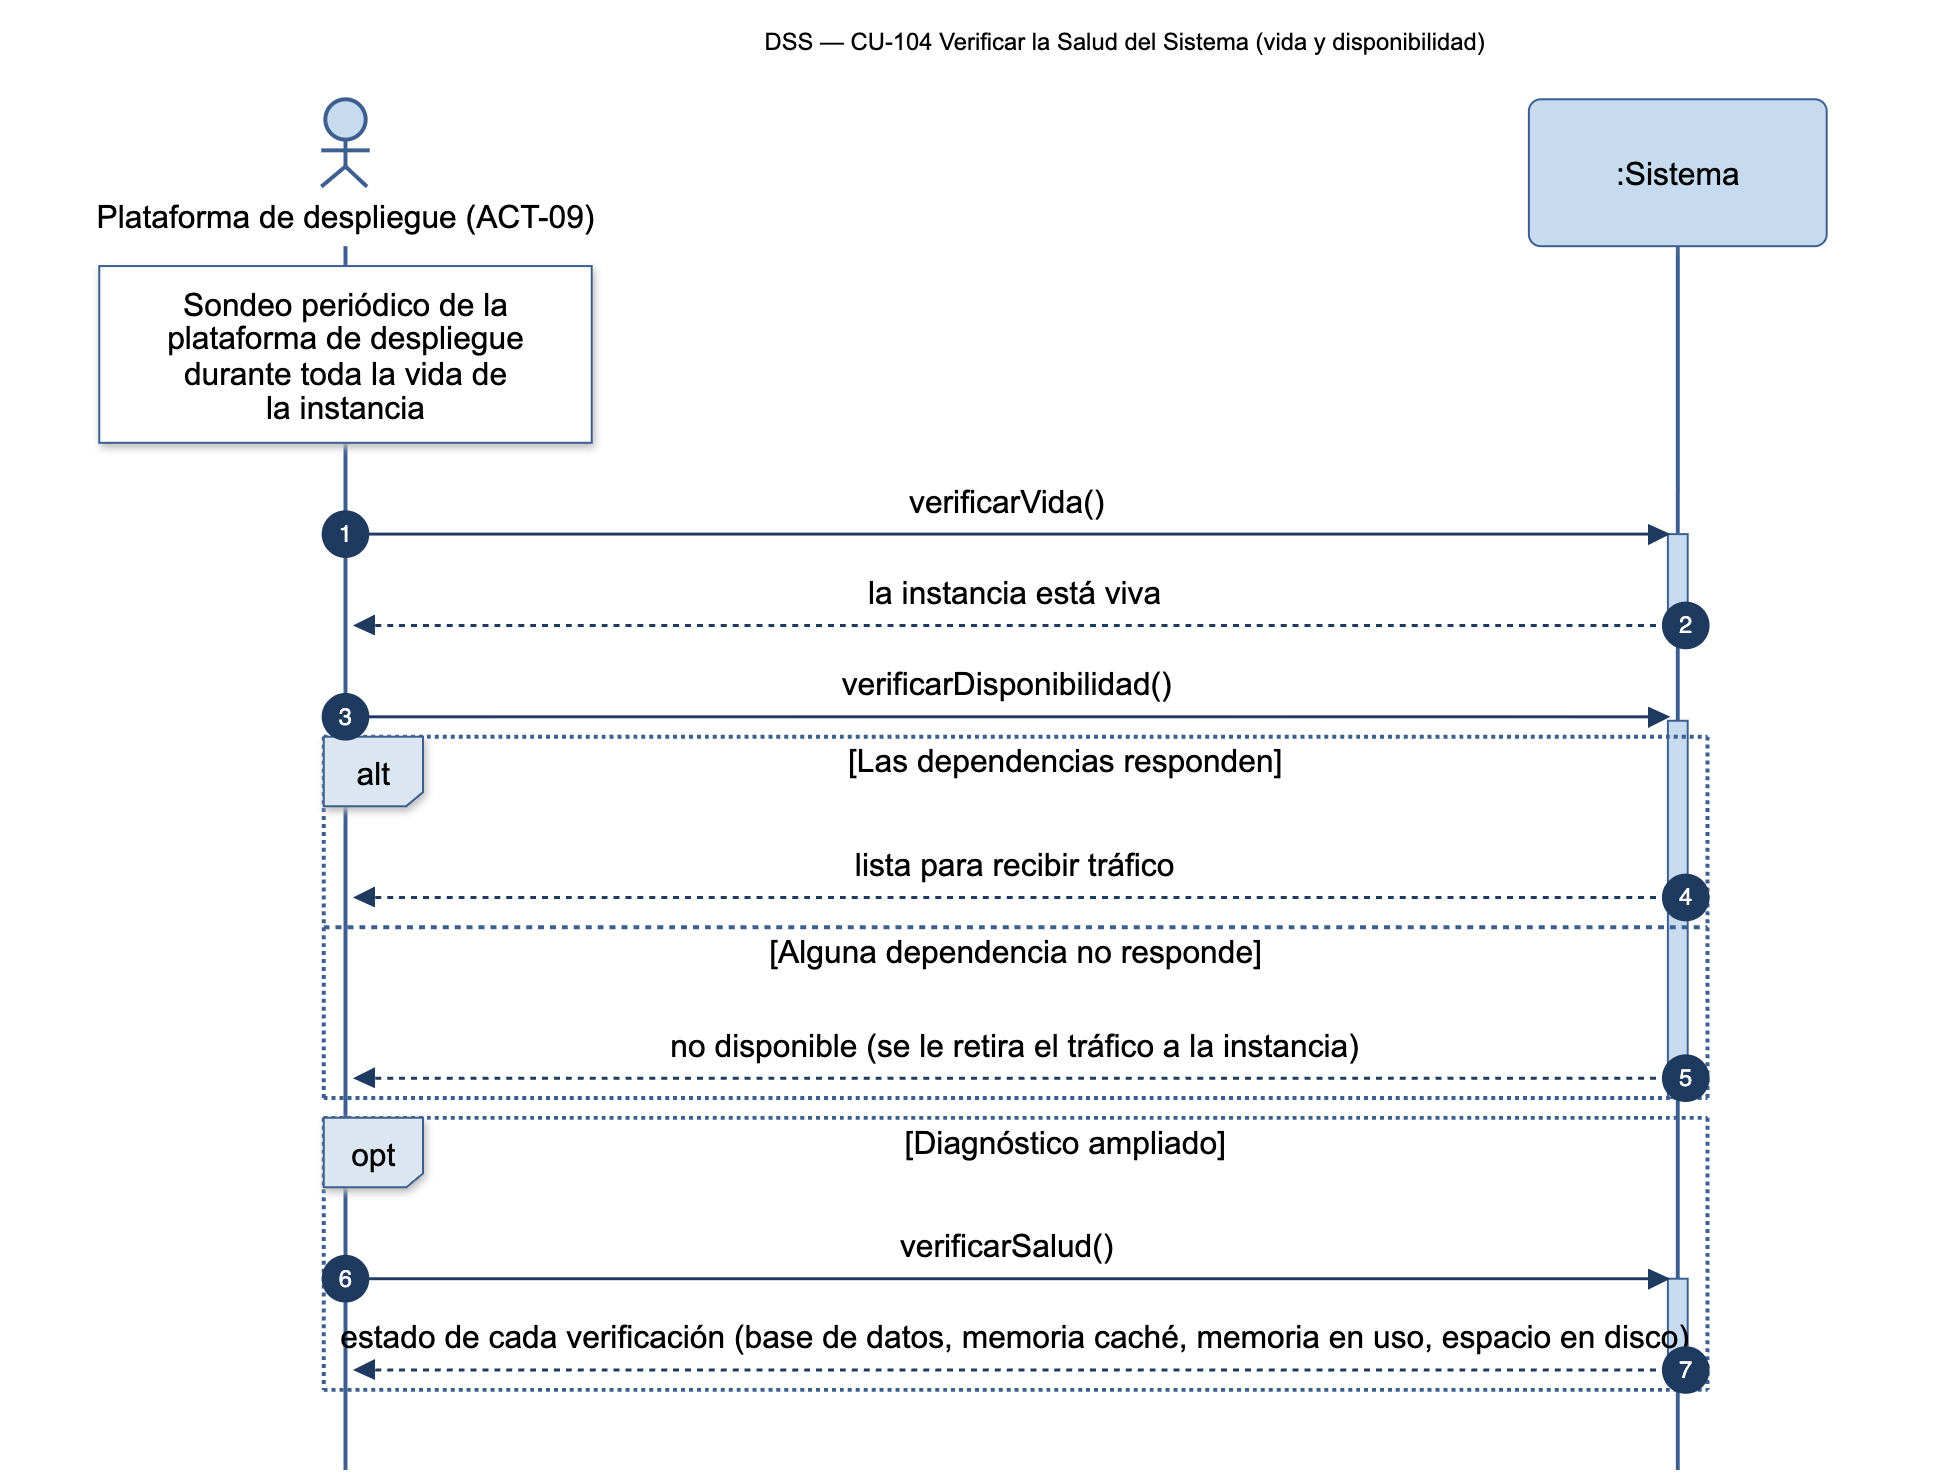 DSS — CU-104 Verificar la Salud del Sistema (vida y disponibilidad)
:Sistema
Plataforma de despliegue (ACT-09)
Sondeo periódico de la
plataforma de despliegue
durante toda la vida de
la instancia
verificarVida()
1
la instancia está viva
2
verificarDisponibilidad()
3
alt
[Las dependencias responden]
lista para recibir tráfico
4
[Alguna dependencia no responde]
no disponible (se le retira el tráfico a la instancia)
5
opt
[Diagnóstico ampliado]
verificarSalud()
6
estado de cada verificación (base de datos, memoria caché, memoria en uso, espacio en disco)
7